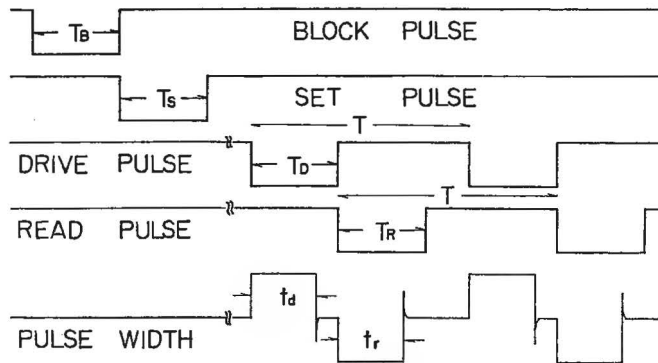 TB BLOCK PULSE
Ts SET PULSE
T
DRIVE PULSE TD
T
READ PULSE TR
td
PULSE WIDTH tr